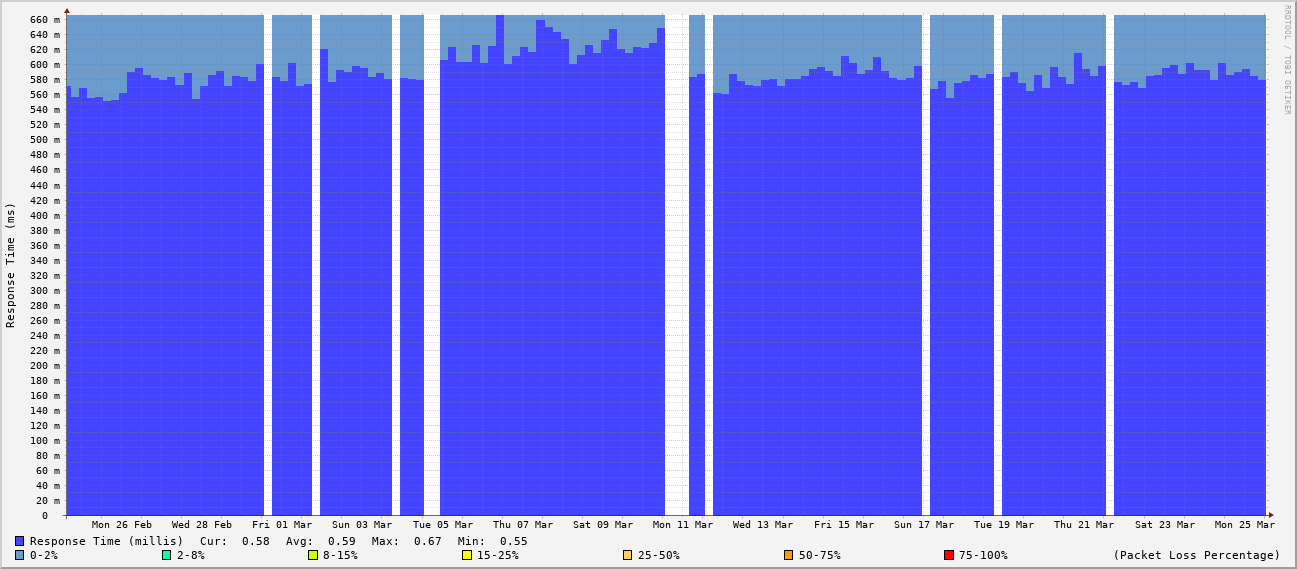 RRDTOOL / TOBI OETIKER
Response Time (ms)
660 m
640 m
620 m
600 m
580 m
560 m
540 m
520 m
500 m
480 m
460 m
440 m
420 m
400 m
380 m
360 m
340 m
320 m
300 m
280 m
260 m
240 m
220 m
200 m
180 m
160 m
140 m
120 m
100 m
80 m
60 m
40 m
20 m
0
Mon 26 Feb Wed 28 Feb Fri 01 Mar Sun 03 Mar Tue 05 Mar Thu 07 Mar Sat 09 Mar Mon 11 Mar Wed 13 Mar Fri 15 Mar Sun 17 Mar Tue 19 Mar Thu 21 Mar Sat 23 Mar Mon 25 Mar
Response Time (millis) Cur: 0.58 Avg: 0.59 Max: 0.67 Min: 0.55
0-2% 2-8% 8-15% 15-25% 25-50% 50-75% 75-100% (Packet Loss Percentage)